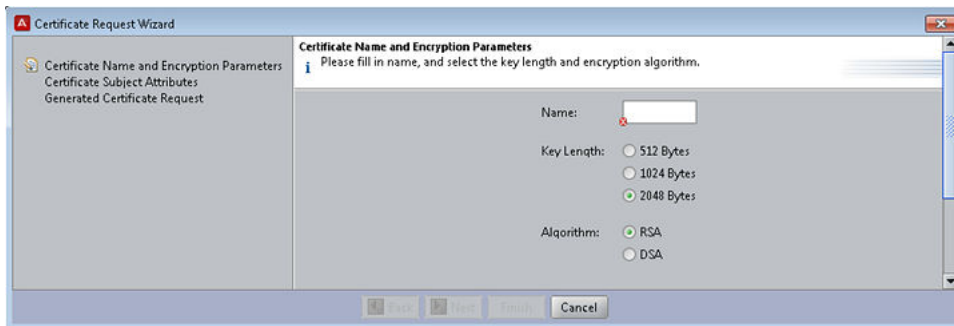 Certificate Request Wizard
Certificate Name and Encryption Parameters
Certificate Subject Attributes
Generated Certificate Request
Certificate Name and Encryption Parameters
Please fill in name, and select the key length and encryption algorithm.
Name:
Key Length:
512 Bytes
1024 Bytes
2048 Bytes
Algorithm:
RSA
DSA
Back
Next
Finish
Cancel